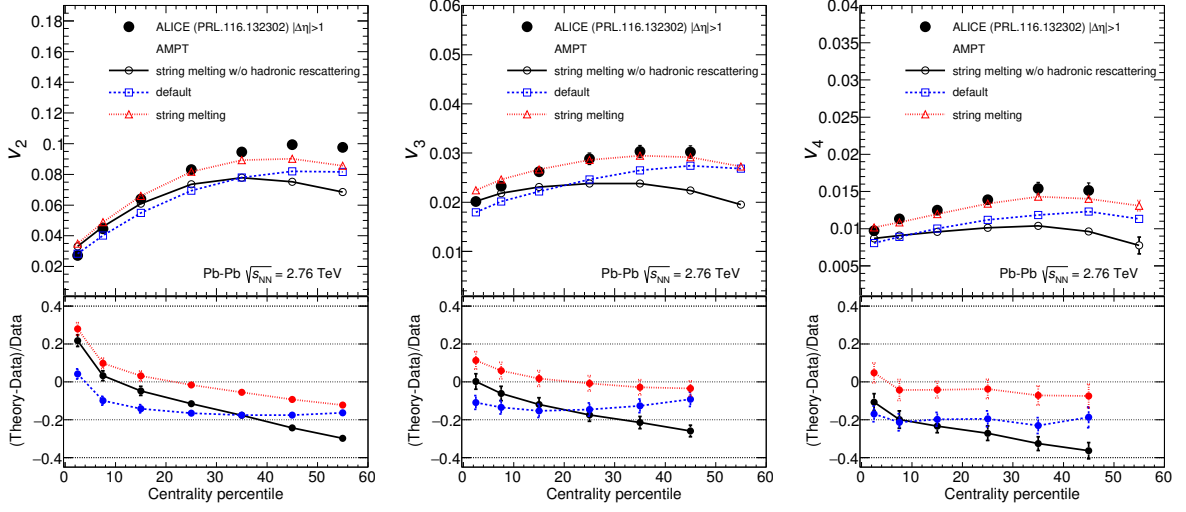 v2
0.18
0.16
0.14
0.12
0.1
0.08
0.06
0.04
0.02
ALICE (PRL.116.132302) |Δη|>1
AMPT
string melting w/o hadronic rescattering
default
string melting
Pb-Pb √sNN = 2.76 TeV
(Theory-Data)/Data
0.4
0.2
0
−0.2
−0.4
0 10 20 30 40 50 60
Centrality percentile
v3
0.06
0.05
0.04
0.03
0.02
0.01
ALICE (PRL.116.132302) |Δη|>1
AMPT
string melting w/o hadronic rescattering
default
string melting
Pb-Pb √sNN = 2.76 TeV
(Theory-Data)/Data
0.4
0.2
0
−0.2
−0.4
0 10 20 30 40 50 60
Centrality percentile
v4
0.04
0.035
0.03
0.025
0.02
0.015
0.01
0.005
ALICE (PRL.116.132302) |Δη|>1
AMPT
string melting w/o hadronic rescattering
default
string melting
Pb-Pb √sNN = 2.76 TeV
(Theory-Data)/Data
0.4
0.2
0
−0.2
−0.4
0 10 20 30 40 50 60
Centrality percentile